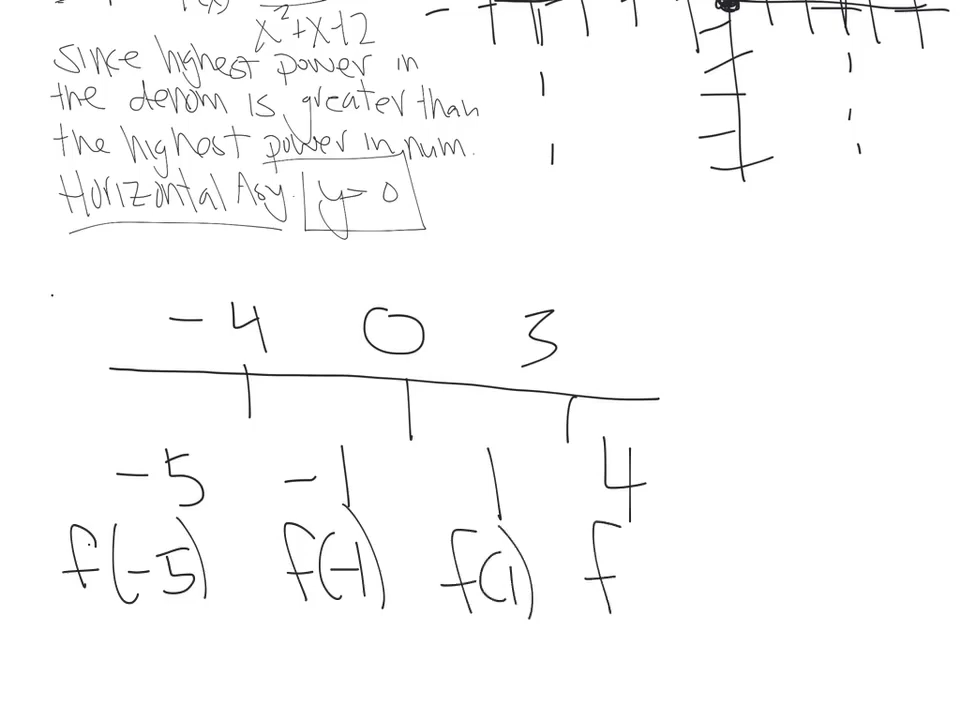 x²+x+12
since highest power in
the denom is greater than
the highest power in num.
Horizontal Asy. y=0
-4 0 3
-5 -1 1 4
f(-5) f(-1) f(1) f